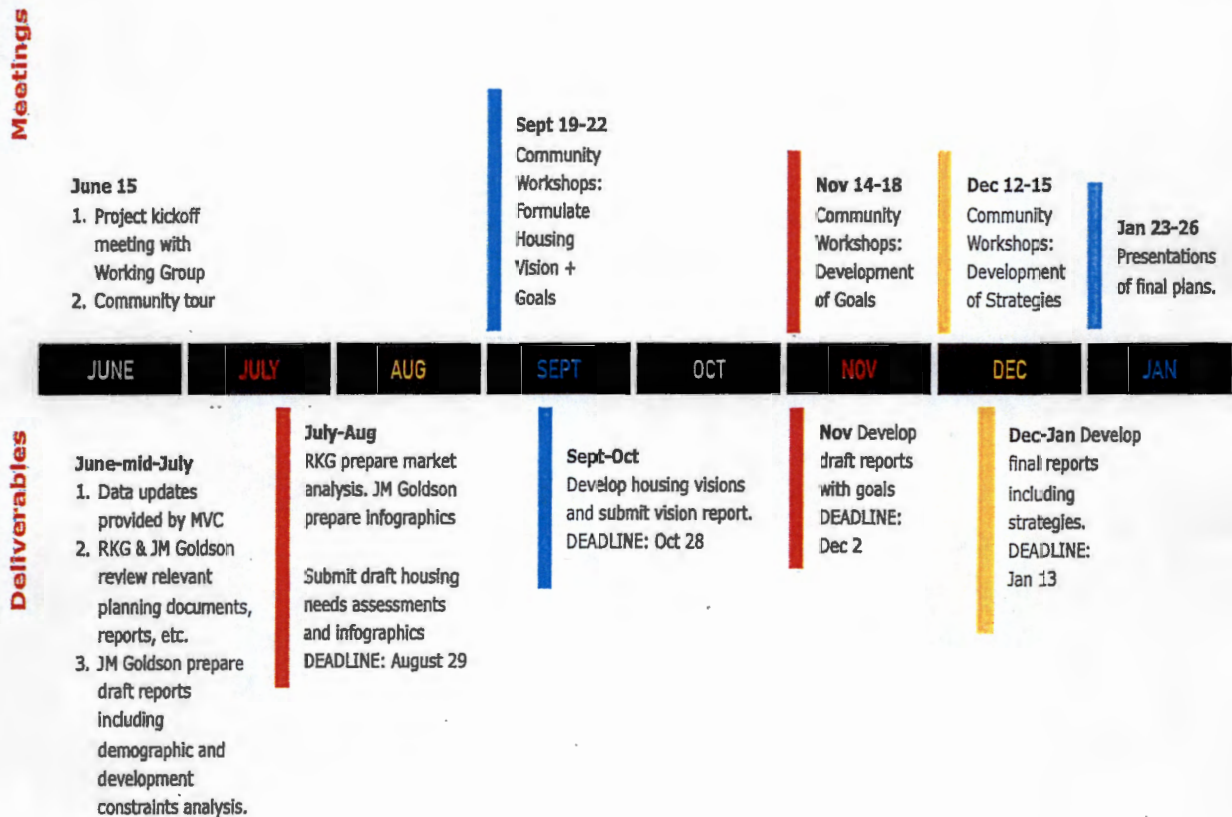 Meetings
June 15
1. Project kickoff
meeting with
Working Group
2. Community tour
Sept 19-22
Community
Workshops:
Formulate
Housing
Vision +
Goals
Nov 14-18
Community
Workshops:
Development
of Goals
Dec 12-15
Community
Workshops:
Development
of Strategies
Jan 23-26
Presentations
of final plans.
JUNE JULY AUG SEPT OCT NOV DEC JAN
Deliverables
June-mid-July
1. Data updates
provided by MVC
2. RKG & JM Goldson
review relevant
planning documents,
reports, etc.
3. JM Goldson prepare
draft reports
including
demographic and
development
constraints analysis.
July-Aug
RKG prepare market
analysis. JM Goldson
prepare infographics
Submit draft housing
needs assessments
and infographics
DEADLINE: August 29
Sept-Oct
Develop housing visions
and submit vision report.
DEADLINE: Oct 28
Nov Develop
draft reports
with goals
DEADLINE:
Dec 2
Dec-Jan Develop
final reports
including
strategies.
DEADLINE:
Jan 13